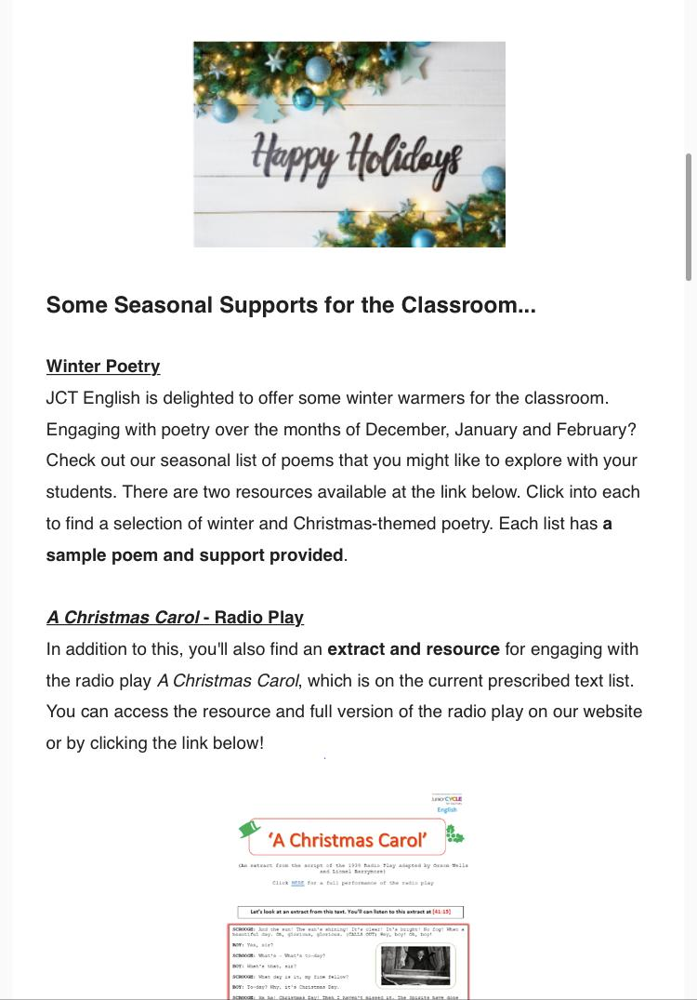 Happy Holidays
Some Seasonal Supports for the Classroom...
Winter Poetry
JCT English is delighted to offer some winter warmers for the classroom.
Engaging with poetry over the months of December, January and February?
Check out our seasonal list of poems that you might like to explore with your
students. There are two resources available at the link below. Click into each
to find a selection of winter and Christmas-themed poetry. Each list has a
sample poem and support provided.
A Christmas Carol - Radio Play
In addition to this, you'll also find an extract and resource for engaging with
the radio play A Christmas Carol, which is on the current prescribed text list.
You can access the resource and full version of the radio play on our website
or by clicking the link below!
JuniorCYCLE
English
'A Christmas Carol'
(An extract from the script of the 1939 Radio Play adapted by Orson Wells
and Lionel Barrymore)
Click HERE for a full performance of the radio play
Let's look at an extract from this text. You'll can listen to this extract at [41:15]
SCROOGE: And the sun! The sun's shining! It's clear! It's bright! No fog! What a
beautiful day. Oh, glorious, glorious. (CALLS OUT) Hey, boy! Oh, boy!
BOY: Yes, sir?
SCROOGE: What's - What's to-day?
BOY: What's that, sir?
SCROOGE: What day is it, my fine fellow?
BOY: To-day? Why, it's Christmas Day.
SCROOGE: Ha ha! Christmas Day! Then I haven't missed it. The Spirits have done